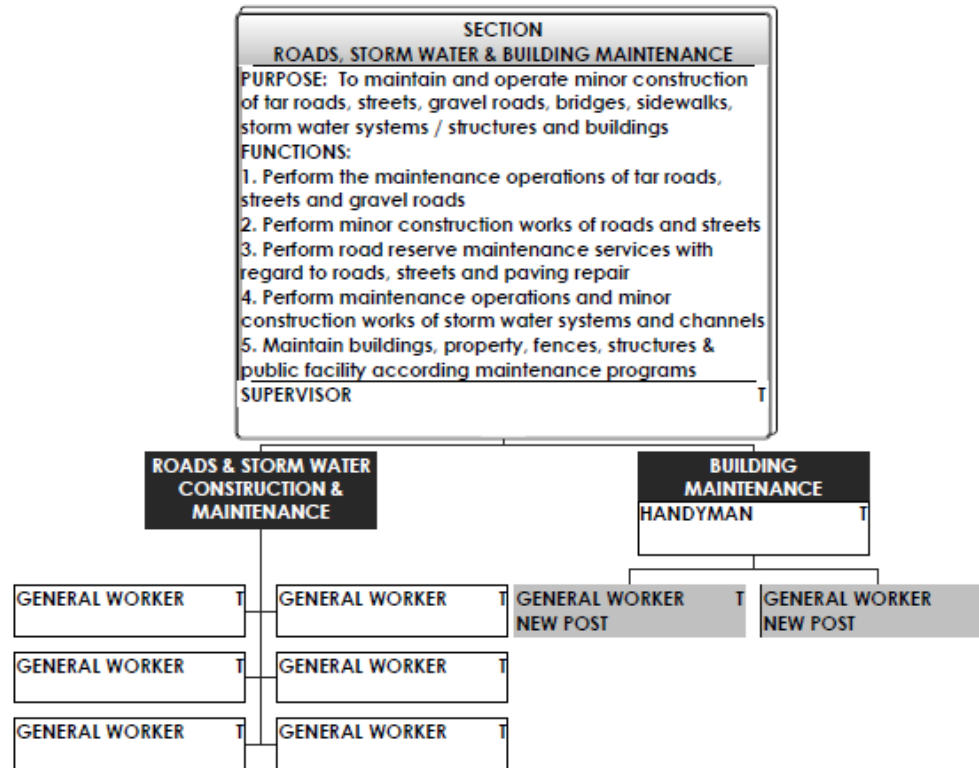 SECTION
ROADS, STORM WATER & BUILDING MAINTENANCE
PURPOSE: To maintain and operate minor construction
of tar roads, streets, gravel roads, bridges, sidewalks,
storm water systems / structures and buildings
FUNCTIONS:
1. Perform the maintenance operations of tar roads,
streets and gravel roads
2. Perform minor construction works of roads and streets
3. Perform road reserve maintenance services with
regard to roads, streets and paving repair
4. Perform maintenance operations and minor
construction works of storm water systems and channels
5. Maintain buildings, property, fences, structures &
public facility according maintenance programs
SUPERVISOR T
ROADS & STORM WATER
CONSTRUCTION &
MAINTENANCE
BUILDING
MAINTENANCE
HANDYMAN T
GENERAL WORKER T
GENERAL WORKER T
GENERAL WORKER T
NEW POST
GENERAL WORKER
NEW POST
GENERAL WORKER T
GENERAL WORKER T
GENERAL WORKER T
GENERAL WORKER T